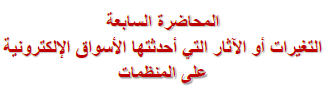 المحاضرة السابعة
التغيرات أو الآثار التي أحدثتها الأسواق الإلكترونية
على المنظمات